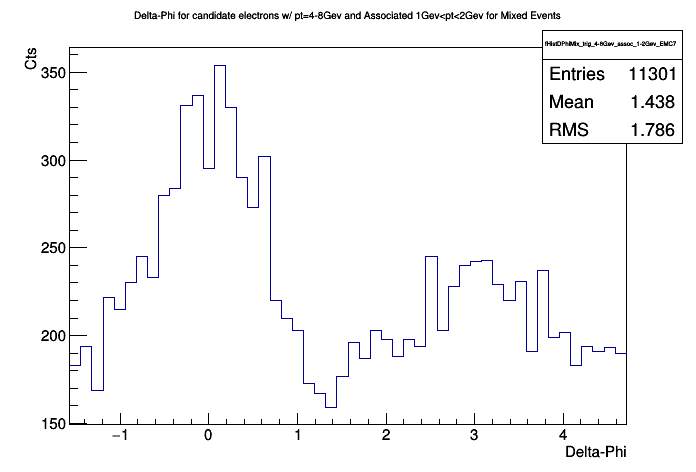 Delta-Phi for candidate electrons w/ pt=4-8Gev and Associated 1Gev<pt<2Gev for Mixed Events
fHistDPhiMix_trig_4-8Gev_assoc_1-2Gev_EMC7
Entries 11301
Mean 1.438
RMS 1.786
Cts
350
300
250
200
150
−1 0 1 2 3 4
Delta-Phi